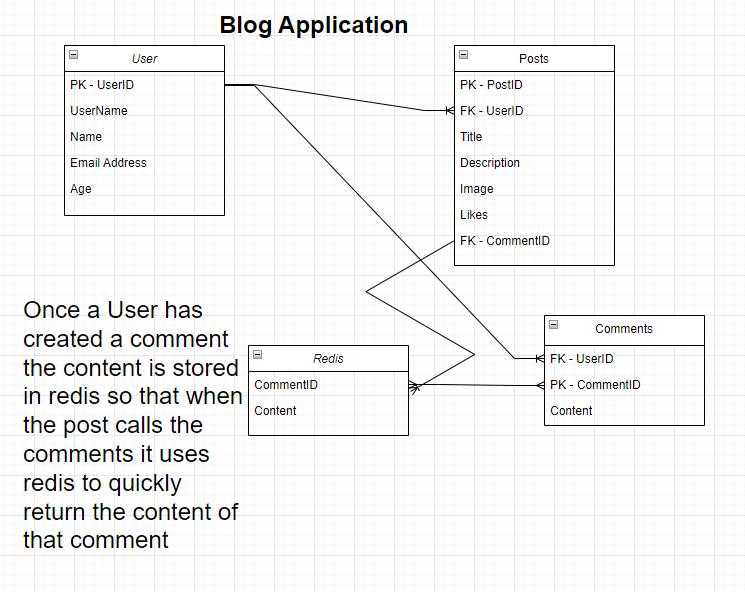 Blog Application
User
PK - UserID
UserName
Name
Email Address
Age
Posts
PK - PostID
FK - UserID
Title
Description
Image
Likes
FK - CommentID
Once a User has
created a comment
the content is stored
in redis so that when
the post calls the
comments it uses
redis to quickly
return the content of
that comment
Redis
CommentID
Content
Comments
FK - UserID
PK - CommentID
Content